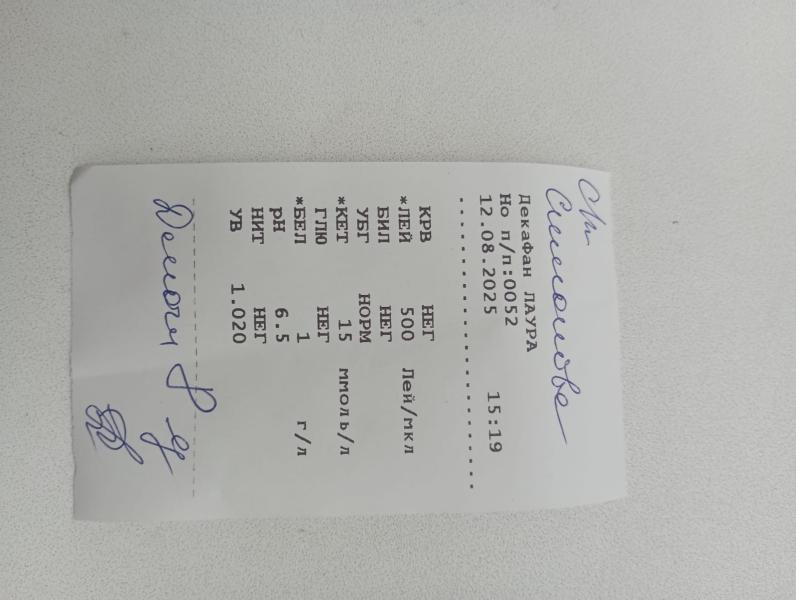 Декафан ЛАУРА
Но п/п:0052
12.08.2025 15:19
................................
КРВ НЕГ
*ЛЕЙ 500 Лей/мкл
БИЛ НЕГ
УБГ НОРМ
*КЕТ 15 ммоль/л
ГЛЮ НЕГ
*БЕЛ 1 г/л
pH 6.5
НИТ НЕГ
УВ 1.020